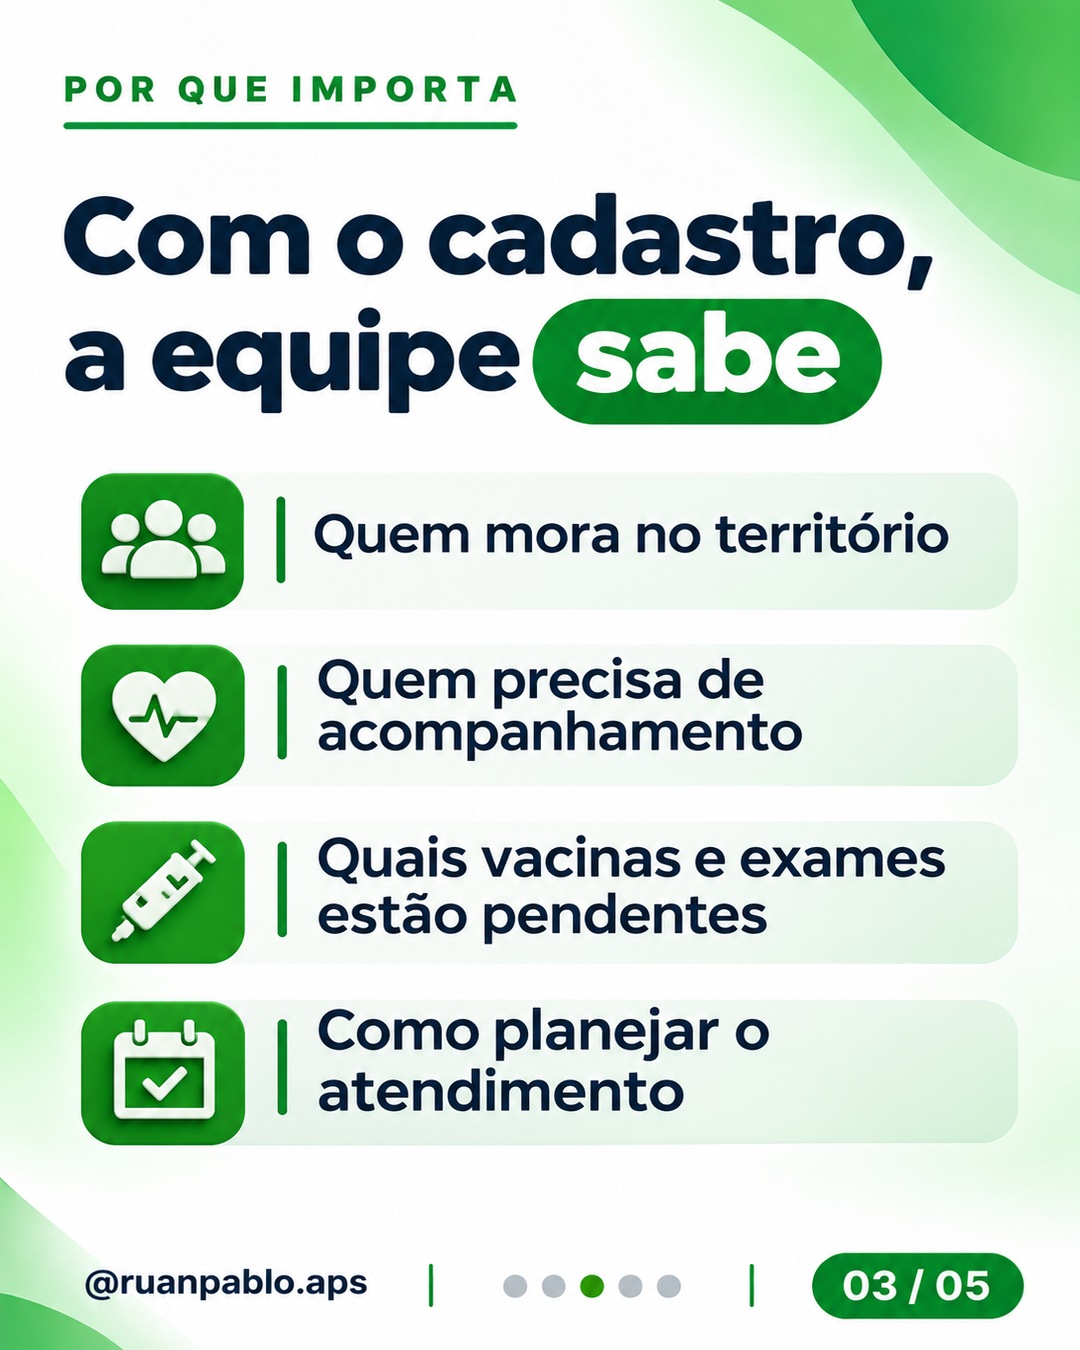 POR QUE IMPORTA
Com o cadastro,
a equipe sabe
Quem mora no território
Quem precisa de
acompanhamento
Quais vacinas e exames
estão pendentes
Como planejar o
atendimento
@ruanpablo.aps
03 / 05